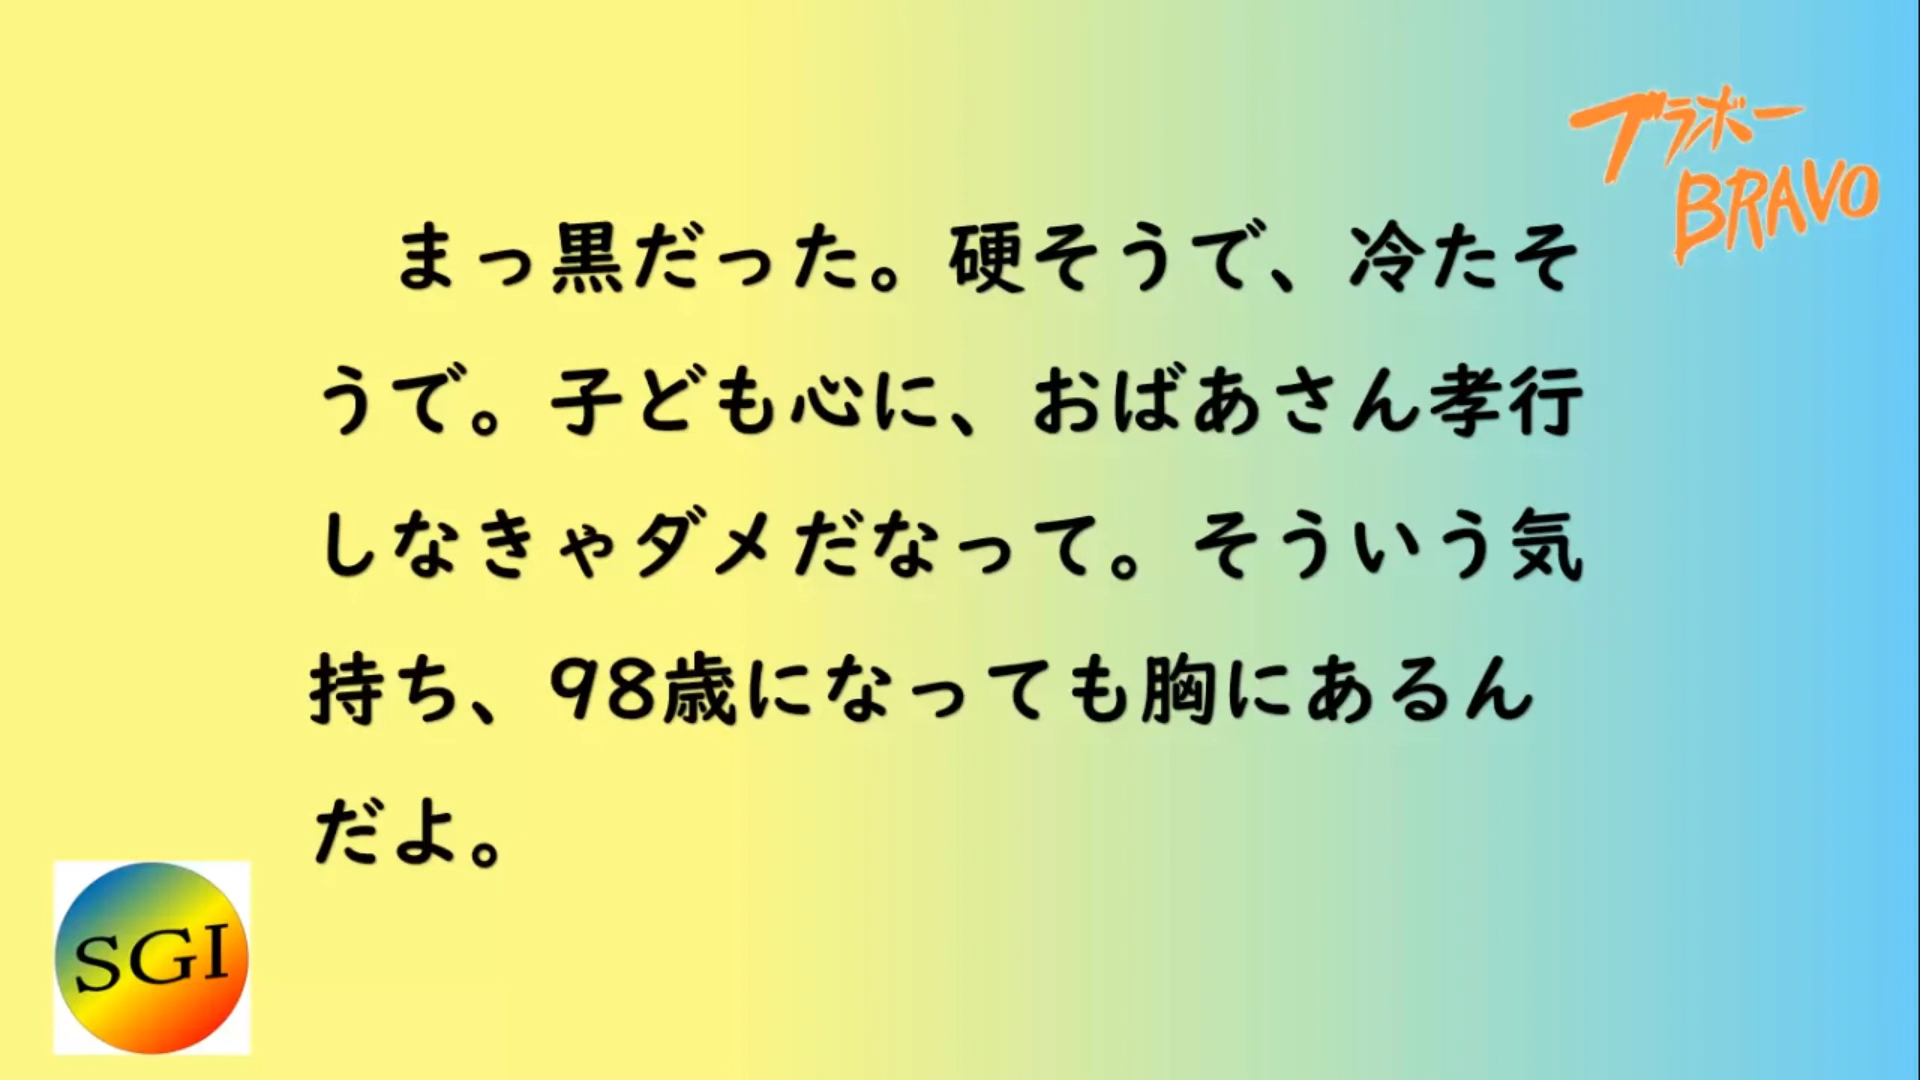 ブラボー
BRAVO
まっ黒だった。硬そうで、冷たそ
うで。子ども心に、おばあさん孝行
しなきゃダメだなって。そういう気
持ち、98歳になっても胸にあるん
だよ。
SGI